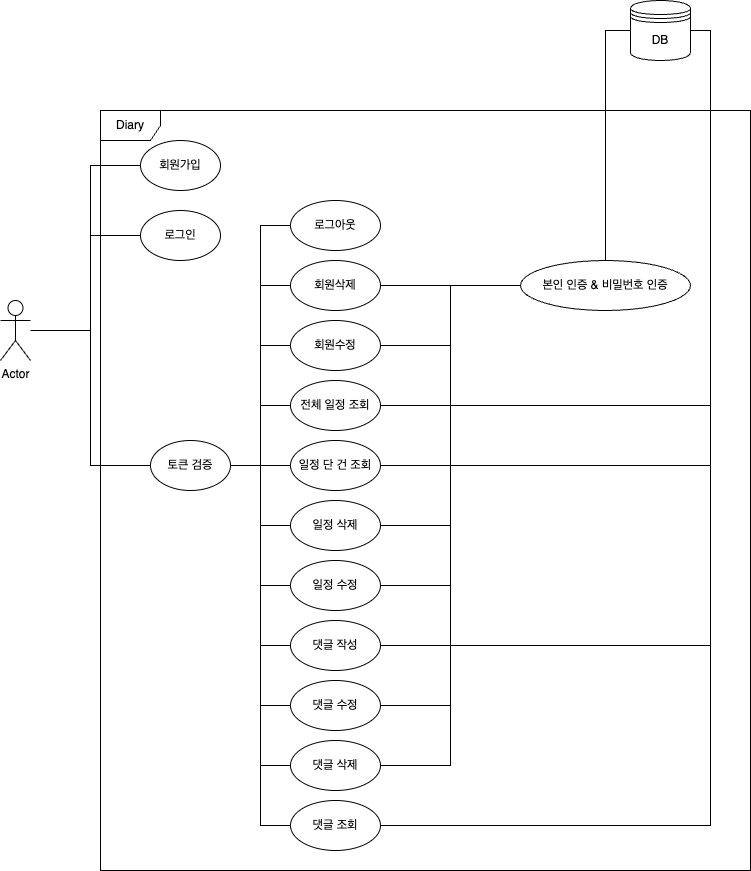 DB
Diary
회원가입
로그인
로그아웃
회원삭제
본인 인증 & 비밀번호 인증
회원수정
Actor
전체 일정 조회
토큰 검증
일정 단 건 조회
일정 삭제
일정 수정
댓글 작성
댓글 수정
댓글 삭제
댓글 조회